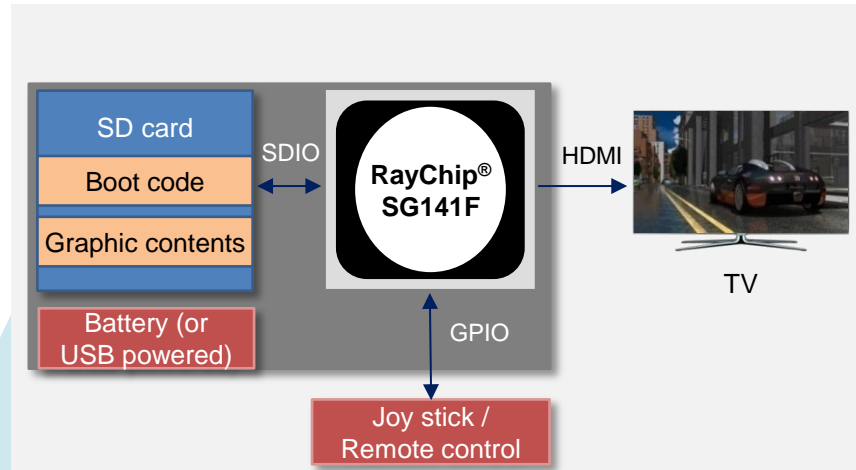 SD card
Boot code
Graphic contents
Battery (or
USB powered)
SDIO
RayChip®
SG141F
HDMI
TV
GPIO
Joy stick /
Remote control